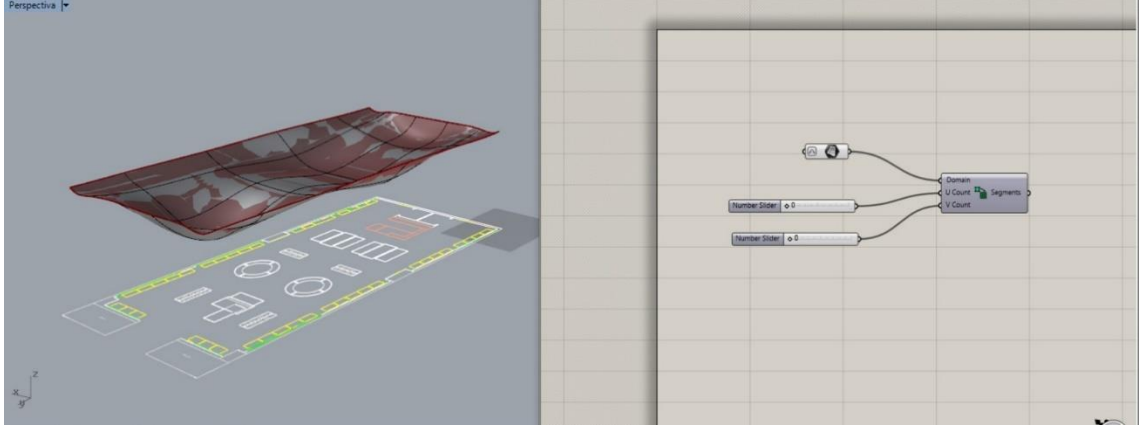 Perspectiva
z
x
y
Domain
U Count
Segments
V Count
Number Slider
0
Number Slider
0